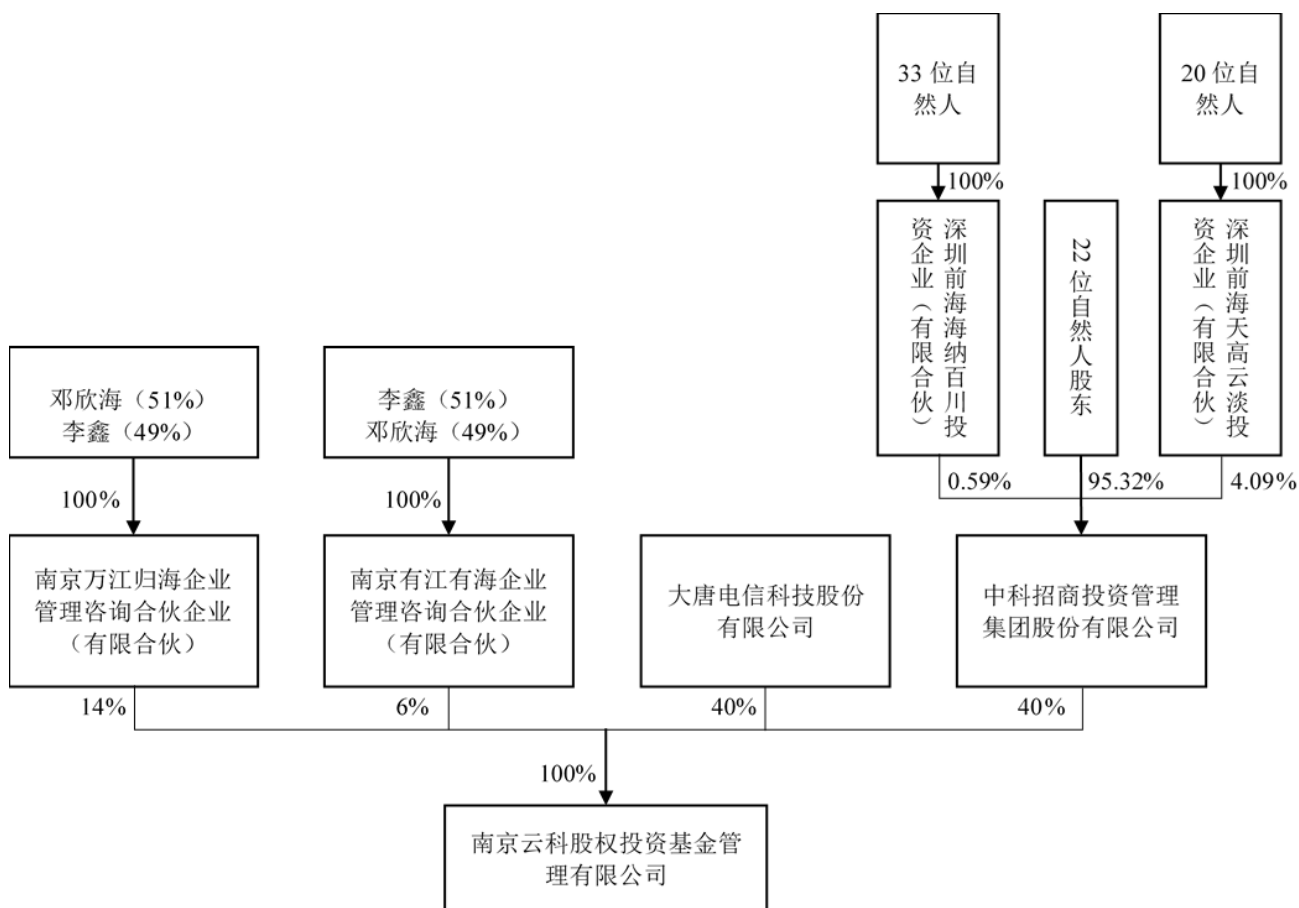 33 位自
然人
20 位自
然人
100%
100%
深圳前海海纳百川投
资企业（有限合伙）
22 位自然人股东
深圳前海天高云淡投
资企业（有限合伙）
邓欣海（51%）
李鑫（49%）
李鑫（51%）
邓欣海（49%）
0.59%
95.32%
4.09%
100%
100%
南京万江归海企业
管理咨询合伙企业
（有限合伙）
南京有江有海企业
管理咨询合伙企业
（有限合伙）
大唐电信科技股份
有限公司
中科招商投资管理
集团股份有限公司
14%
6%
40%
40%
100%
南京云科股权投资基金管
理有限公司